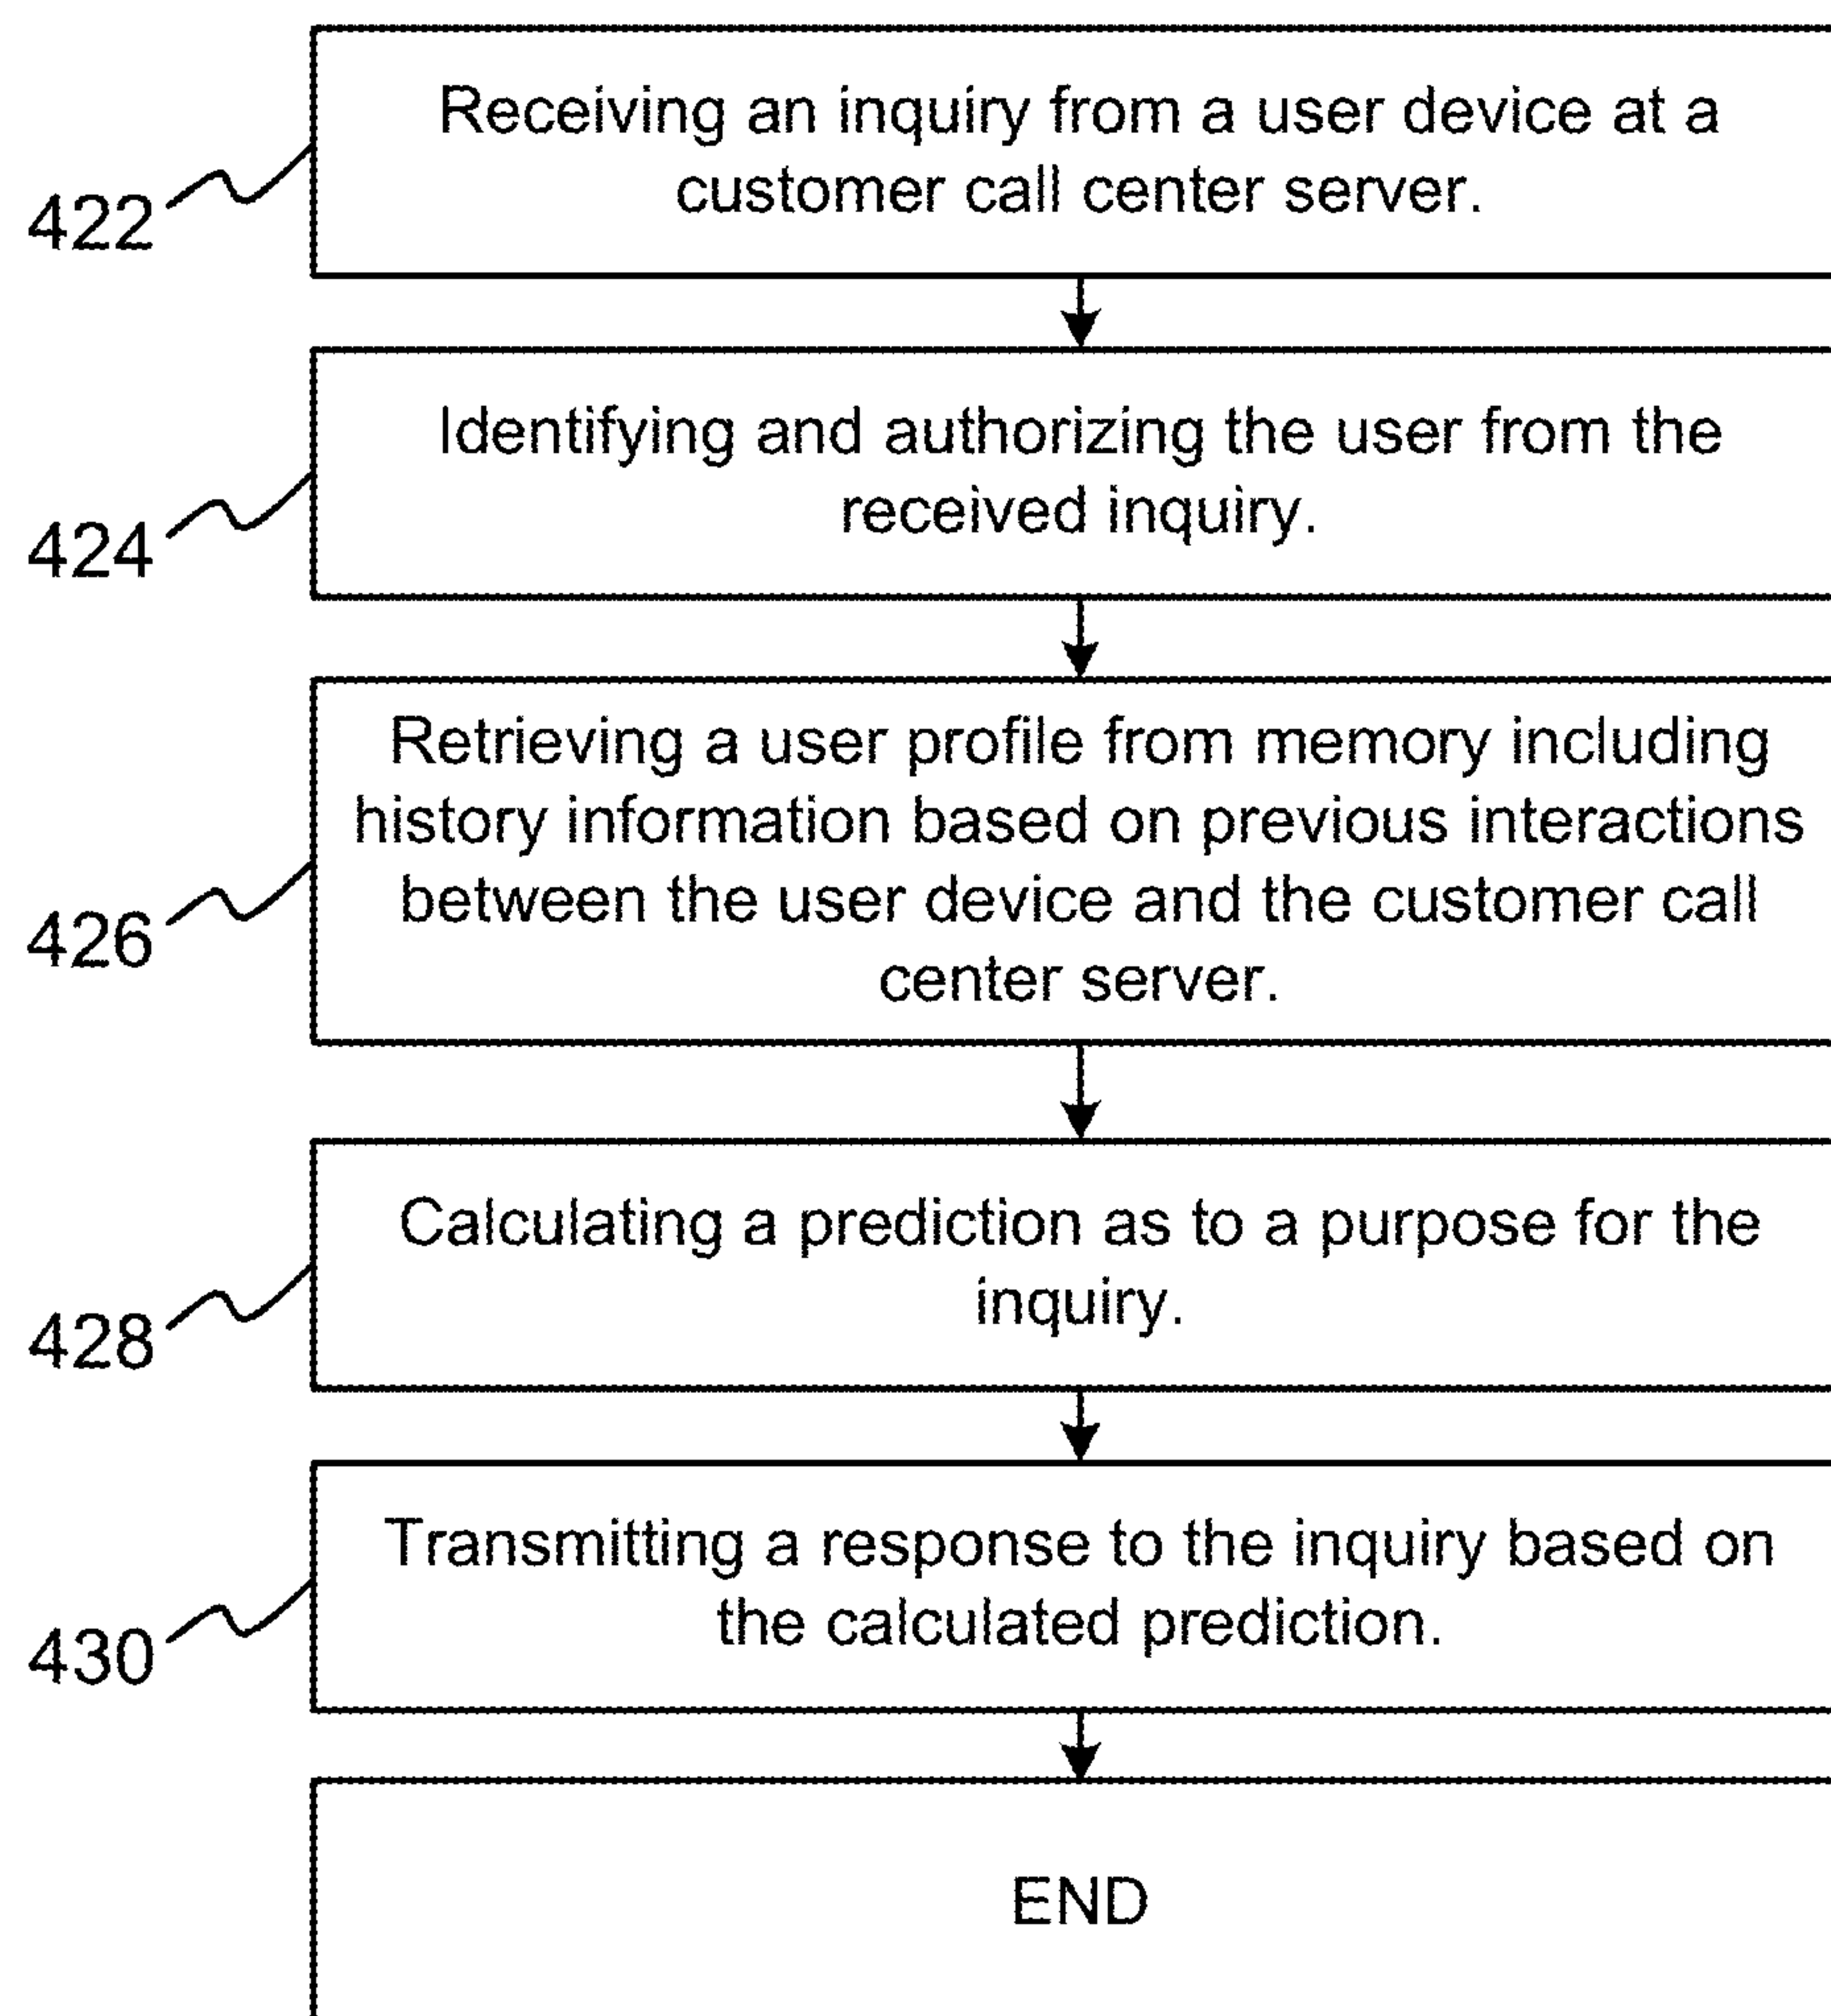 Receiving an inquiry from a user device at a
customer call center server.
422
Identifying and authorizing the user from the
received inquiry.
424
Retrieving a user profile from memory including
history information based on previous interactions
between the user device and the customer call
center server.
426
Calculating a prediction as to a purpose for the
inquiry.
428
Transmitting a response to the inquiry based on
the calculated prediction.
430
END